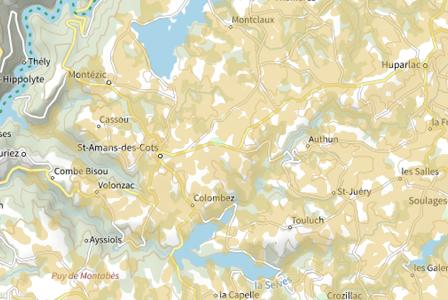 Montclaux
Thély
Hippolyte
Montézic
Huparlac
Cassou
Authun
St-Amans-des-Cots
Combe Bisou
Volonzac
les Salles
St-Juéry
Soulages
Colombez
Touluch
Ayssiols
Puy de Montabès
la Selve
la Capelle
Crozillac
les Galen